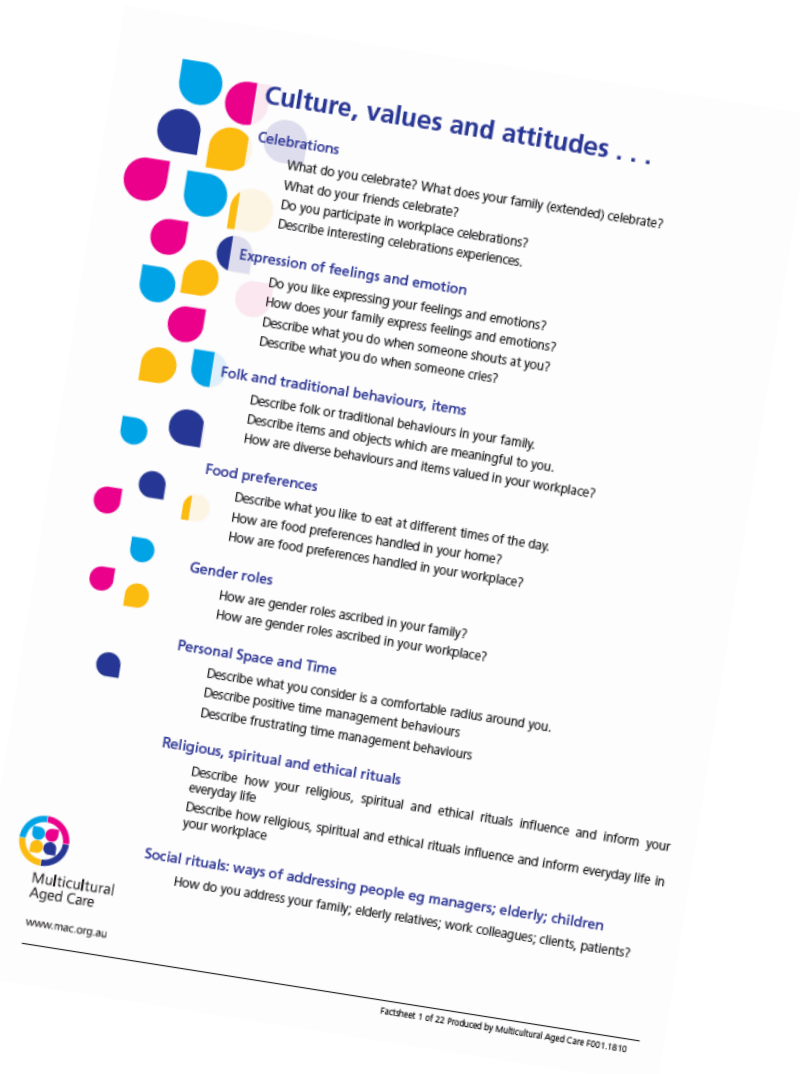 Culture, values and attitudes . . .
Celebrations
What do you celebrate? What does your family (extended) celebrate?
What do your friends celebrate?
Do you participate in workplace celebrations?
Describe interesting celebrations experiences.
Expression of feelings and emotion
Do you like expressing your feelings and emotions?
How does your family express feelings and emotions?
Describe what you do when someone shouts at you?
Describe what you do when someone cries?
Folk and traditional behaviours, items
Describe folk or traditional behaviours in your family.
Describe items and objects which are meaningful to you.
How are diverse behaviours and items valued in your workplace?
Food preferences
Describe what you like to eat at different times of the day.
How are food preferences handled in your home?
How are food preferences handled in your workplace?
Gender roles
How are gender roles ascribed in your family?
How are gender roles ascribed in your workplace?
Personal Space and Time
Describe what you consider is a comfortable radius around you.
Describe positive time management behaviours
Describe frustrating time management behaviours
Religious, spiritual and ethical rituals
Describe how your religious, spiritual and ethical rituals influence and inform your
everyday life
Describe how religious, spiritual and ethical rituals influence and inform everyday life in
your workplace
Social rituals: ways of addressing people eg managers; elderly; children
How do you address your family; elderly relatives; work colleagues; clients, patients?
Multicultural
Aged Care
www.mac.org.au
Factsheet 1 of 22 Produced by Multicultural Aged Care F001.1810